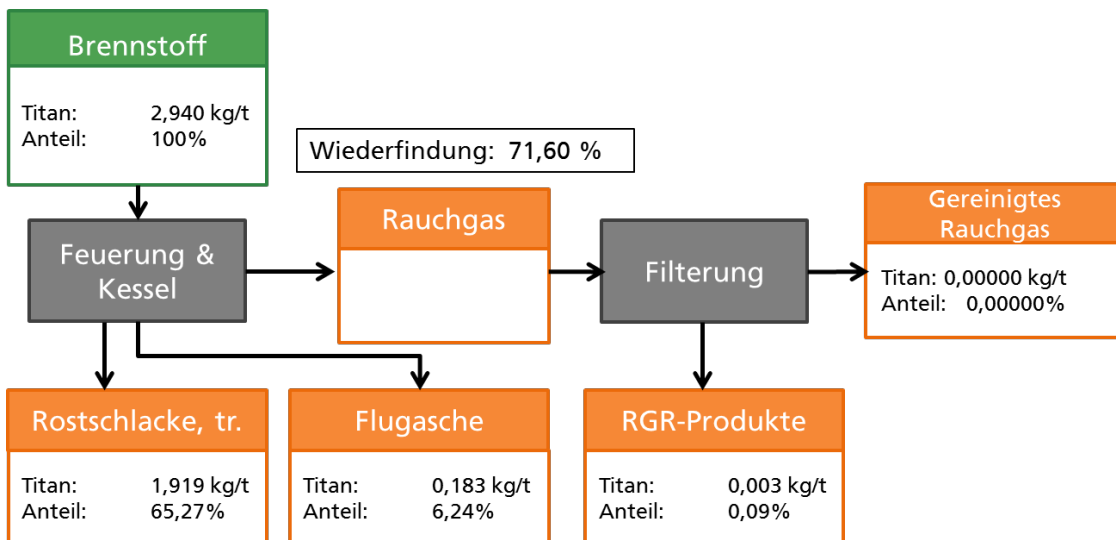 Brennstoff
Titan: 2,940 kg/t
Anteil: 100%
Wiederfindung: 71,60 %
Feuerung &
Kessel
Rauchgas
Filterung
Gereinigtes
Rauchgas
Titan: 0,00000 kg/t
Anteil: 0,00000%
Rostschlacke, tr.
Titan: 1,919 kg/t
Anteil: 65,27%
Flugasche
Titan: 0,183 kg/t
Anteil: 6,24%
RGR-Produkte
Titan: 0,003 kg/t
Anteil: 0,09%